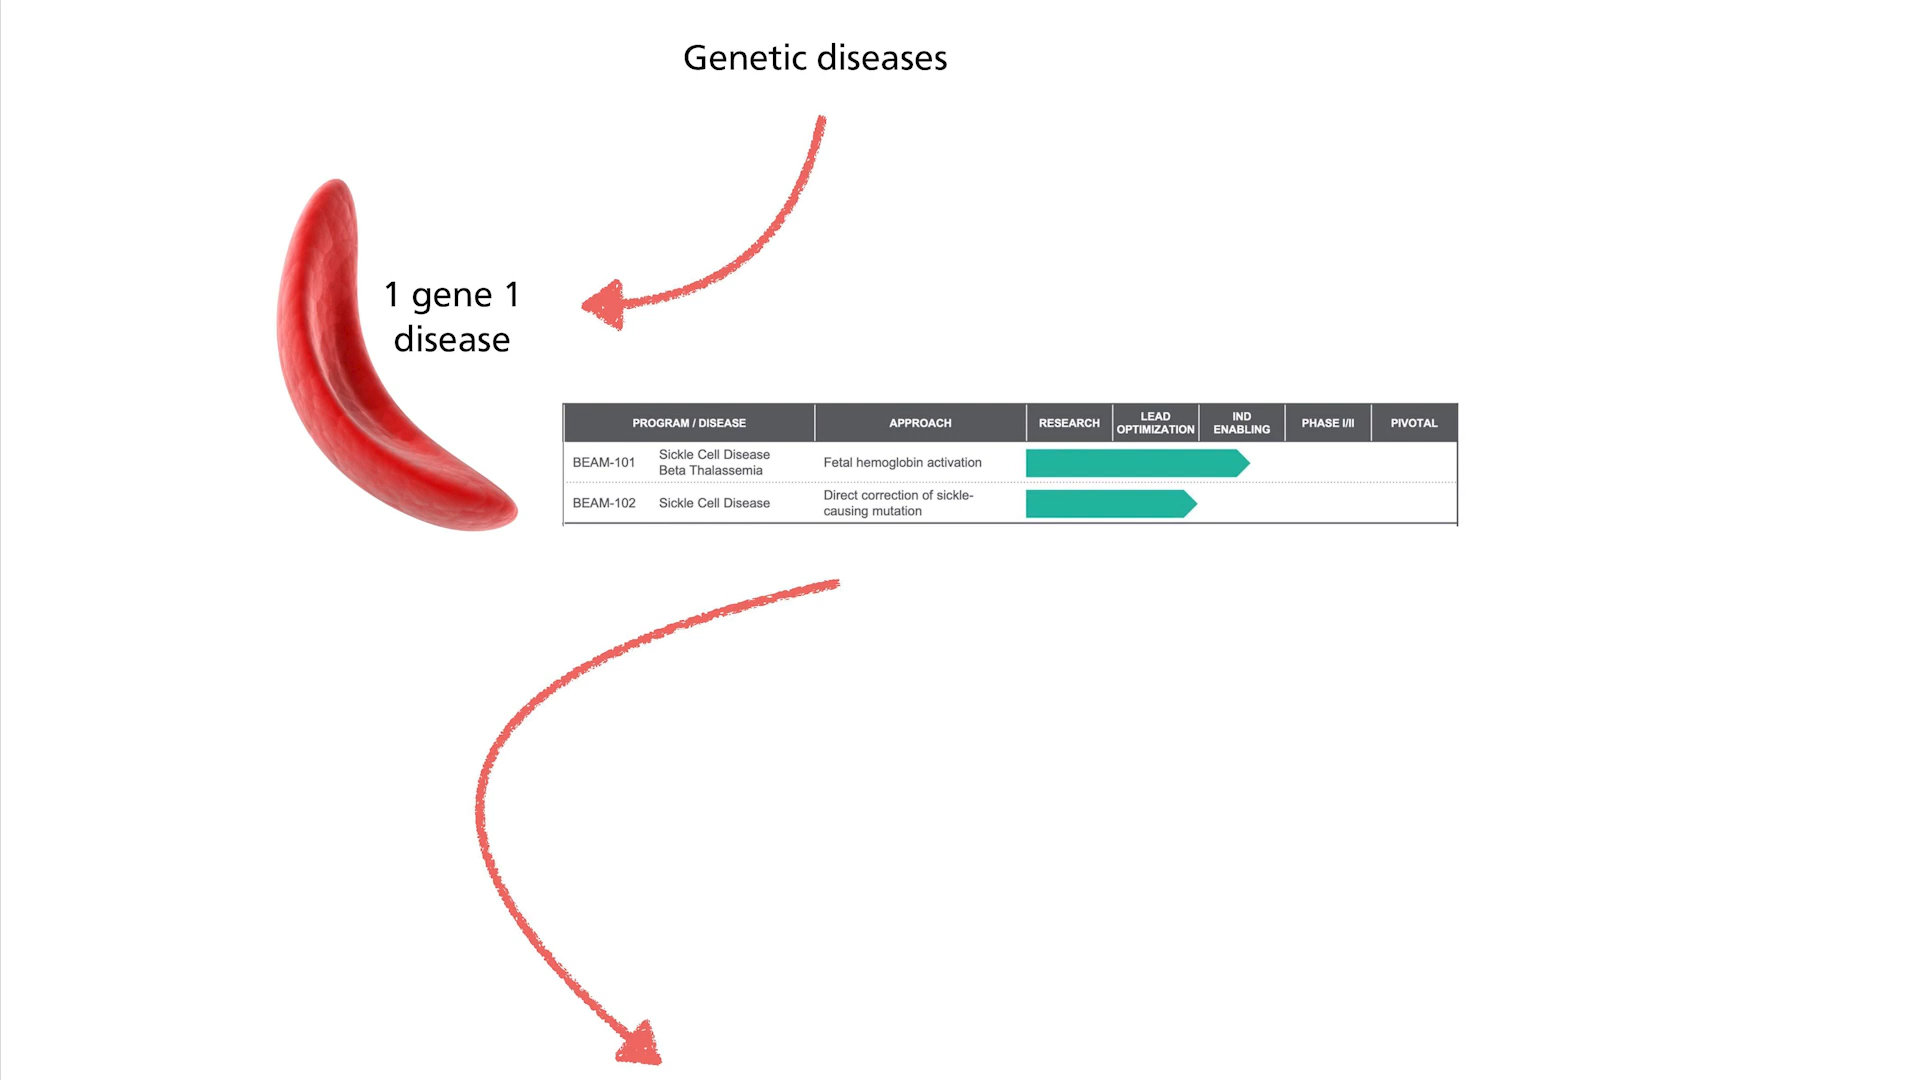 Genetic diseases
1 gene 1
disease
PROGRAM / DISEASE
APPROACH
RESEARCH
LEAD
OPTIMIZATION
IND
ENABLING
PHASE I/II
PIVOTAL
BEAM-101
Sickle Cell Disease
Beta Thalassemia
Fetal hemoglobin activation
BEAM-102
Sickle Cell Disease
Direct correction of sickle-
causing mutation